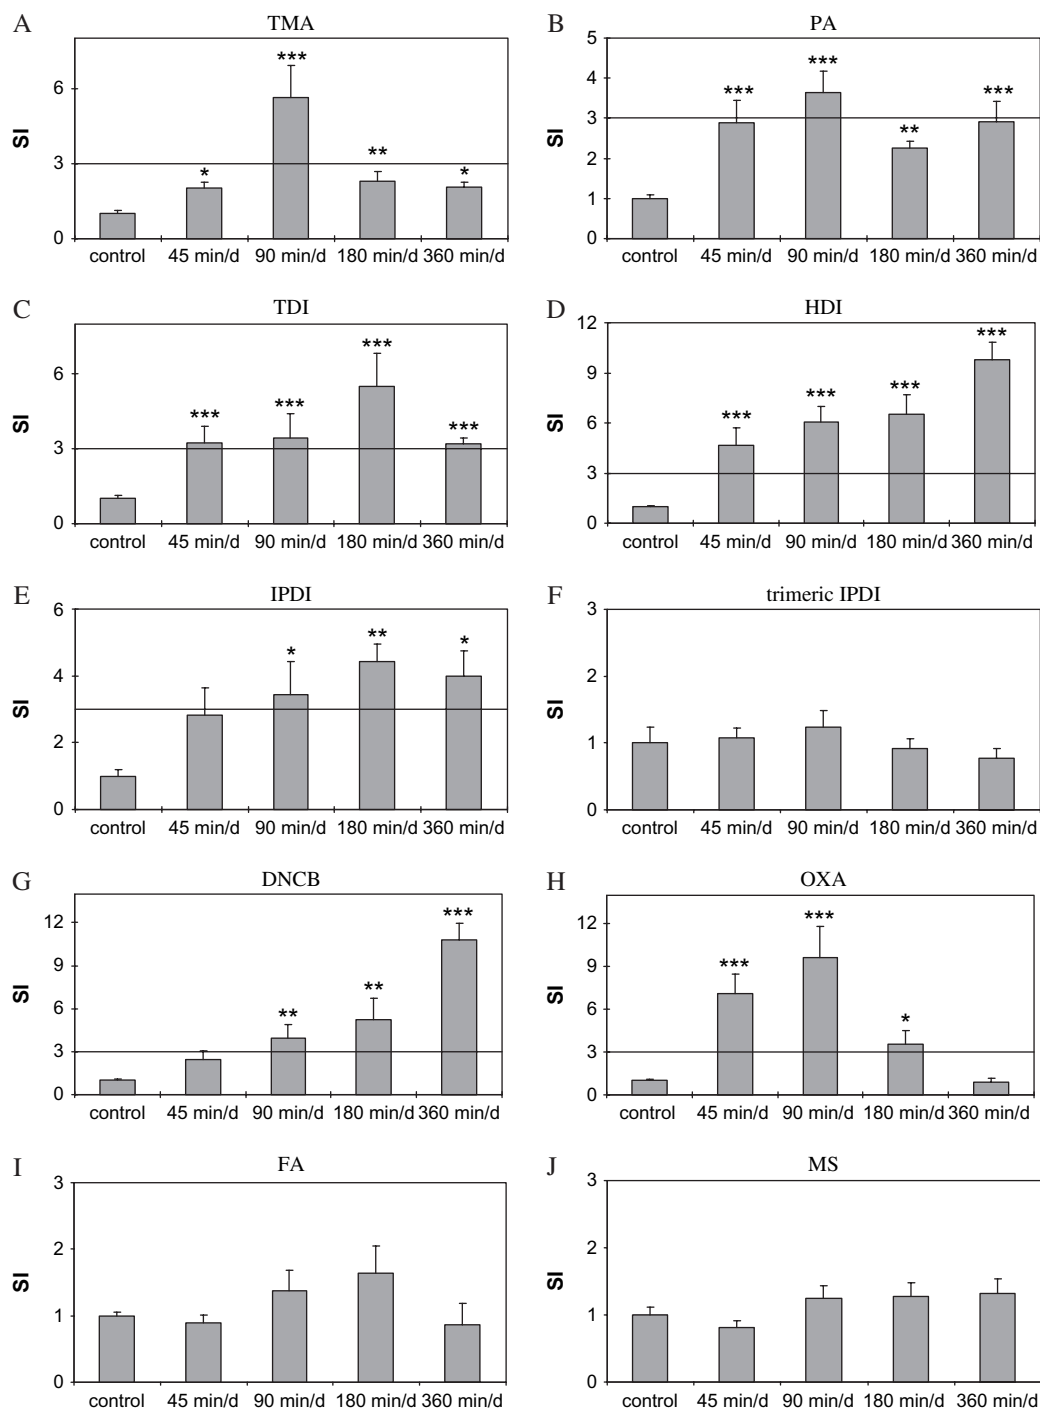 A TMA
***
6
SI
3
* ** *
0
control 45 min/d 90 min/d 180 min/d 360 min/d
B PA
5
4
*** *** ** ***
SI
3
2
1
0
control 45 min/d 90 min/d 180 min/d 360 min/d
C TDI
6
*** *** *** ***
SI
3
0
control 45 min/d 90 min/d 180 min/d 360 min/d
D HDI
12
9
*** *** *** ***
SI
6
3
0
control 45 min/d 90 min/d 180 min/d 360 min/d
E IPDI
6
* ** *
4
SI
2
0
control 45 min/d 90 min/d 180 min/d 360 min/d
F trimeric IPDI
3
2
SI
1
0
control 45 min/d 90 min/d 180 min/d 360 min/d
G DNCB
12
9
** ** ***
SI
6
3
0
control 45 min/d 90 min/d 180 min/d 360 min/d
H OXA
12
*** *** *
9
SI
6
3
0
control 45 min/d 90 min/d 180 min/d 360 min/d
I FA
3
2
SI
1
0
control 45 min/d 90 min/d 180 min/d 360 min/d
J MS
3
2
SI
1
0
control 45 min/d 90 min/d 180 min/d 360 min/d